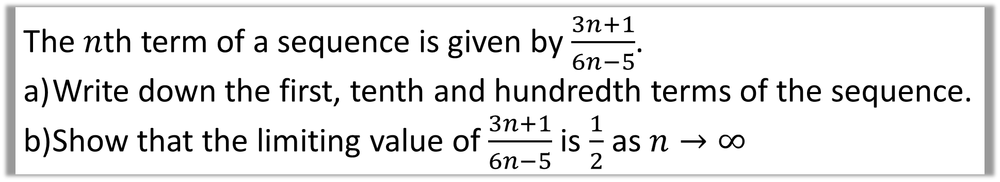 The 𝑛th term of a sequence is given by (3𝑛+1)/(6𝑛−5).
a)Write down the first, tenth and hundredth terms of the sequence.
b)Show that the limiting value of (3𝑛+1)/(6𝑛−5) is 1/2 as 𝑛 → ∞